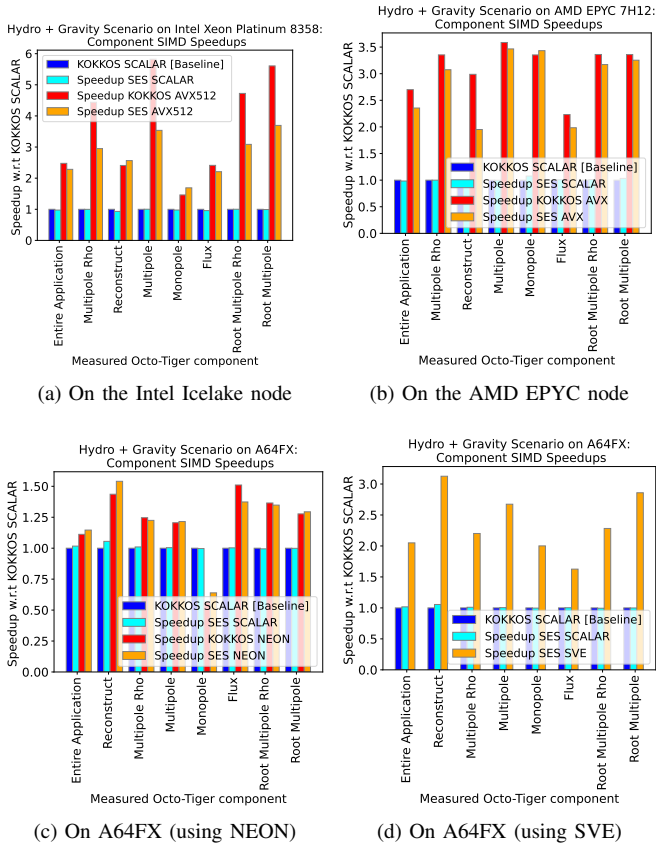 Hydro + Gravity Scenario on Intel Xeon Platinum 8358:
Component SIMD Speedups
Speedup w.r.t KOKKOS SCALAR
6
5
4
3
2
1
0
KOKKOS SCALAR [Baseline]
Speedup SES SCALAR
Speedup KOKKOS AVX512
Speedup SES AVX512
Entire Application
Multipole Rho
Reconstruct
Multipole
Monopole
Flux
Root Multipole Rho
Root Multipole
Measured Octo-Tiger component
(a) On the Intel Icelake node
Hydro + Gravity Scenario on AMD EPYC 7H12:
Component SIMD Speedups
Speedup w.r.t KOKKOS SCALAR
3.5
3.0
2.5
2.0
1.5
1.0
0.5
0.0
KOKKOS SCALAR [Baseline]
Speedup SES SCALAR
Speedup KOKKOS AVX
Speedup SES AVX
Entire Application
Multipole Rho
Reconstruct
Multipole
Monopole
Flux
Root Multipole Rho
Root Multipole
Measured Octo-Tiger component
(b) On the AMD EPYC node
Hydro + Gravity Scenario on A64FX:
Component SIMD Speedups
Speedup w.r.t KOKKOS SCALAR
1.50
1.25
1.00
0.75
0.50
0.25
0.00
KOKKOS SCALAR [Baseline]
Speedup SES SCALAR
Speedup KOKKOS NEON
Speedup SES NEON
Entire Application
Reconstruct
Multipole Rho
Multipole
Monopole
Flux
Root Multipole Rho
Root Multipole
Measured Octo-Tiger component
(c) On A64FX (using NEON)
Hydro + Gravity Scenario on A64FX:
Component SIMD Speedups
Speedup w.r.t KOKKOS SCALAR
3.0
2.5
2.0
1.5
1.0
0.5
0.0
KOKKOS SCALAR [Baseline]
Speedup SES SCALAR
Speedup SES SVE
Entire Application
Reconstruct
Multipole Rho
Multipole
Monopole
Flux
Root Multipole Rho
Root Multipole
Measured Octo-Tiger component
(d) On A64FX (using SVE)